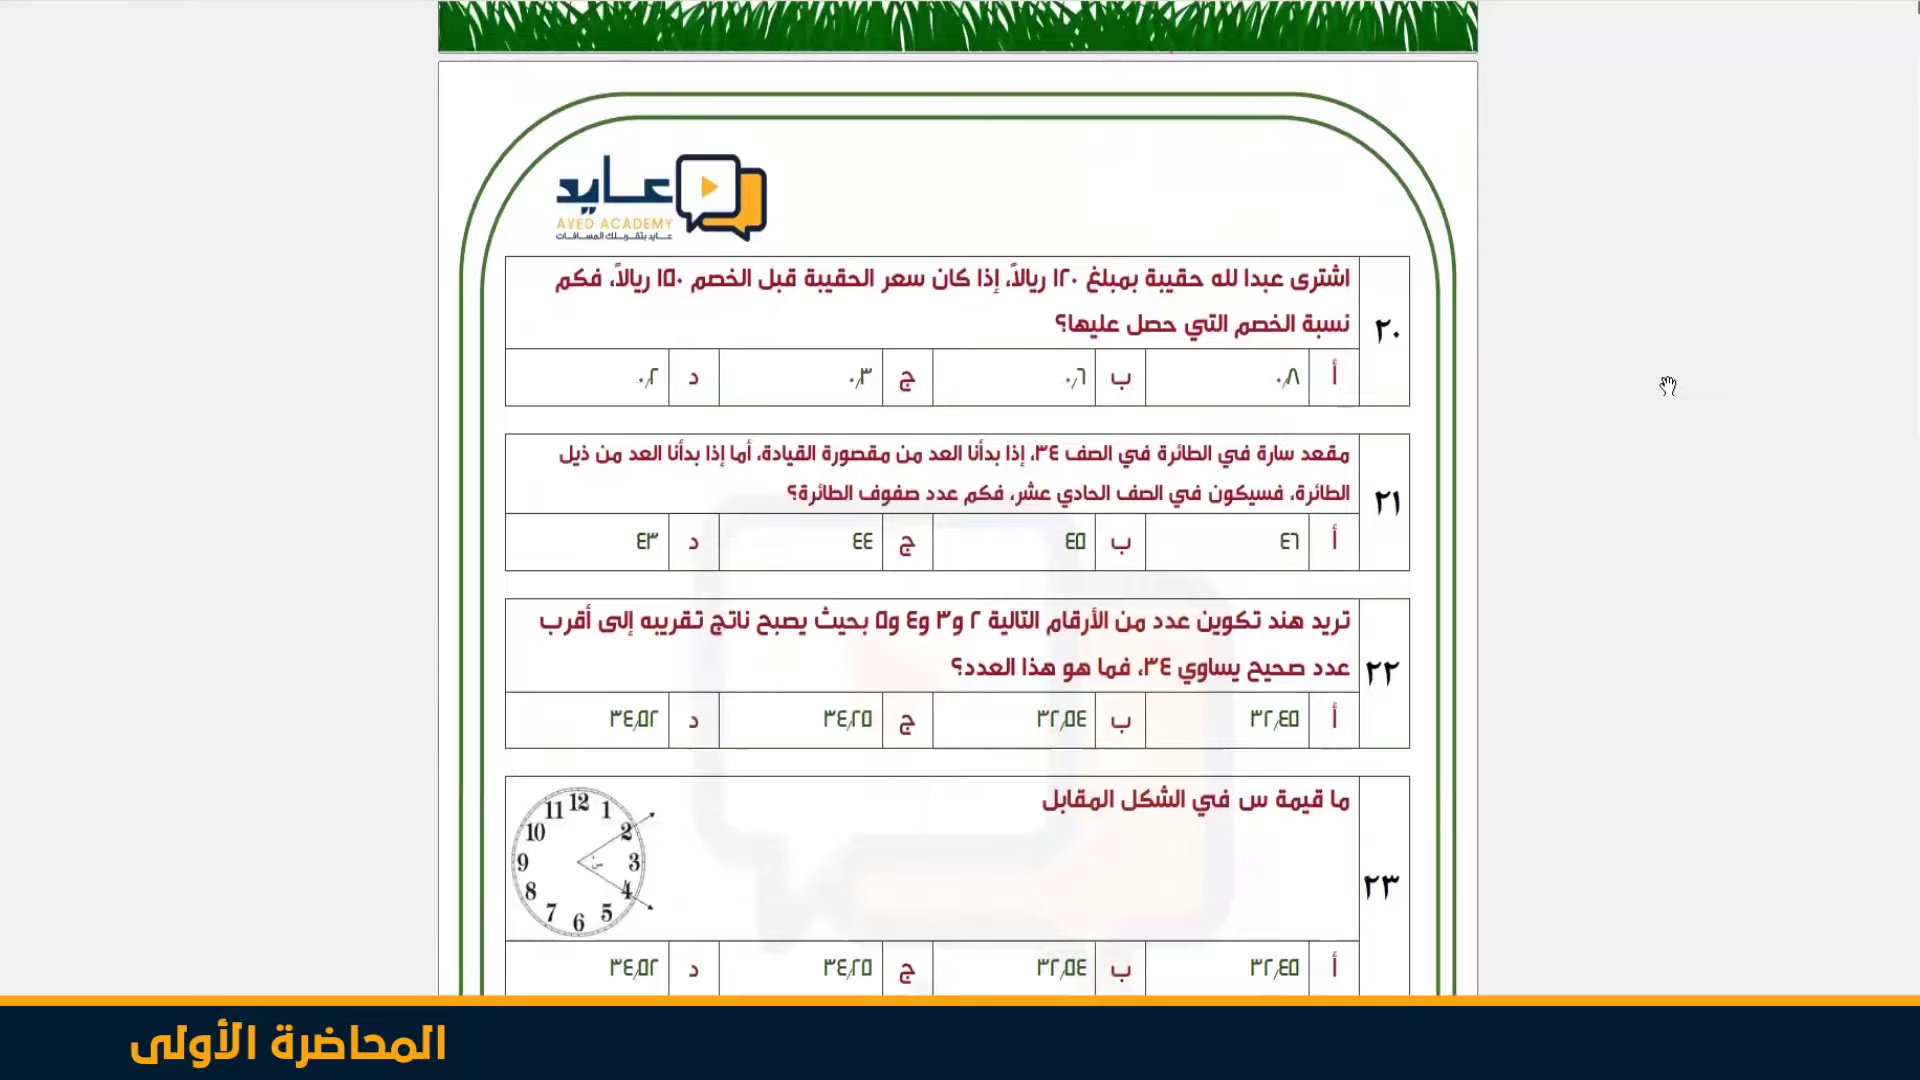 عايد
AYED ACADEMY
عـايد بتقـربلك المسـافـات
٢٠
اشترى عبدا لله حقيبة بمبلغ ١٢٠ ريالاً، إذا كان سعر الحقيبة قبل الخصم ١٥٠ ريالاً، فكم
نسبة الخصم التي حصل عليها؟
أ ٠٫٨ ب ٠٫٦ ج ٠٫٣ د ٠٫٢
٢١
مقعد سارة في الطائرة في الصف ٣٤، إذا بدأنا العد من مقصورة القيادة، أما إذا بدأنا العد من ذيل
الطائرة، فسيكون في الصف الحادي عشر، فكم عدد صفوف الطائرة؟
أ ٤٦ ب ٤٥ ج ٤٤ د ٤٣
٢٢
تريد هند تكوين عدد من الأرقام التالية ٢ و٣ و٤ و٥ بحيث يصبح ناتج تقريبه إلى أقرب
عدد صحيح يساوي ٣٤، فما هو هذا العدد؟
أ ٣٢٫٤٥ ب ٣٢٫٥٤ ج ٣٤٫٢٥ د ٣٤٫٥٢
٢٣
ما قيمة س في الشكل المقابل
12 1 2 3 4 5 6 7 8 9 10 11
س
أ ٣٢٫٤٥ ب ٣٢٫٥٤ ج ٣٤٫٢٥ د ٣٤٫٥٢
المحاضرة الأولى